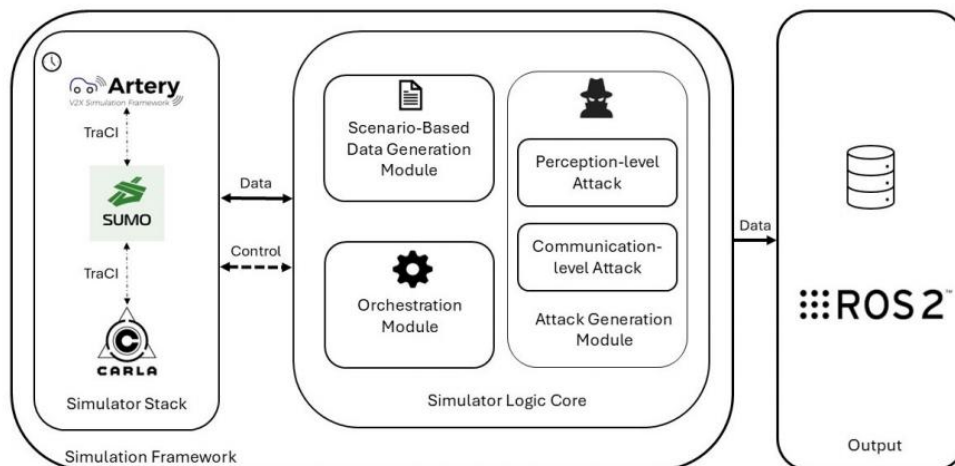 Artery
V2X Simulation Framework
TraCI
SUMO
TraCI
CARLA
Simulator Stack
Data
Control
Scenario-Based
Data Generation
Module
Orchestration
Module
Perception-level
Attack
Communication-
level Attack
Attack Generation
Module
Simulator Logic Core
Simulation Framework
Data
ROS 2™
Output